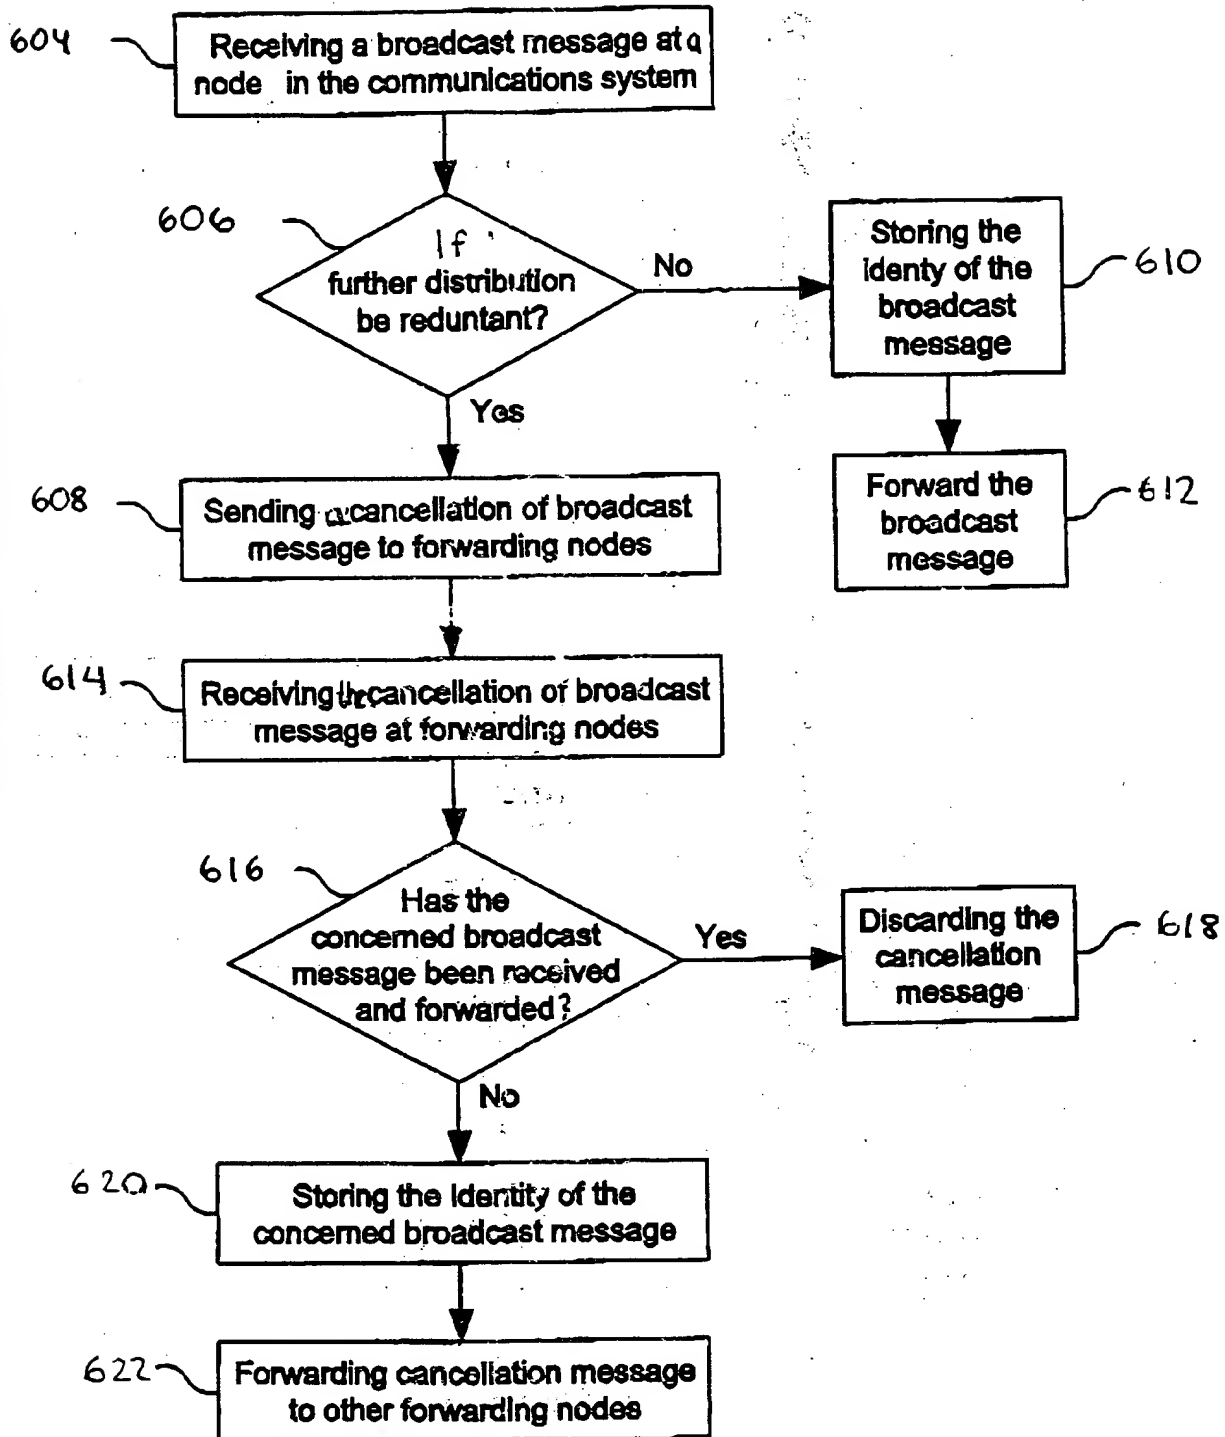 604
Receiving a broadcast message at a
node in the communications system
606
If
further distribution
be reduntant?
No
Storing the
identy of the
broadcast
message
610
Yes
Forward the
broadcast
message
612
608
Sending a cancellation of broadcast
message to forwarding nodes
614
Receiving the cancellation of broadcast
message at forwarding nodes
616
Has the
concerned broadcast
message been received
and forwarded?
Yes
Discarding the
cancellation
message
618
No
620
Storing the identity of the
concerned broadcast message
622
Forwarding cancellation message
to other forwarding nodes